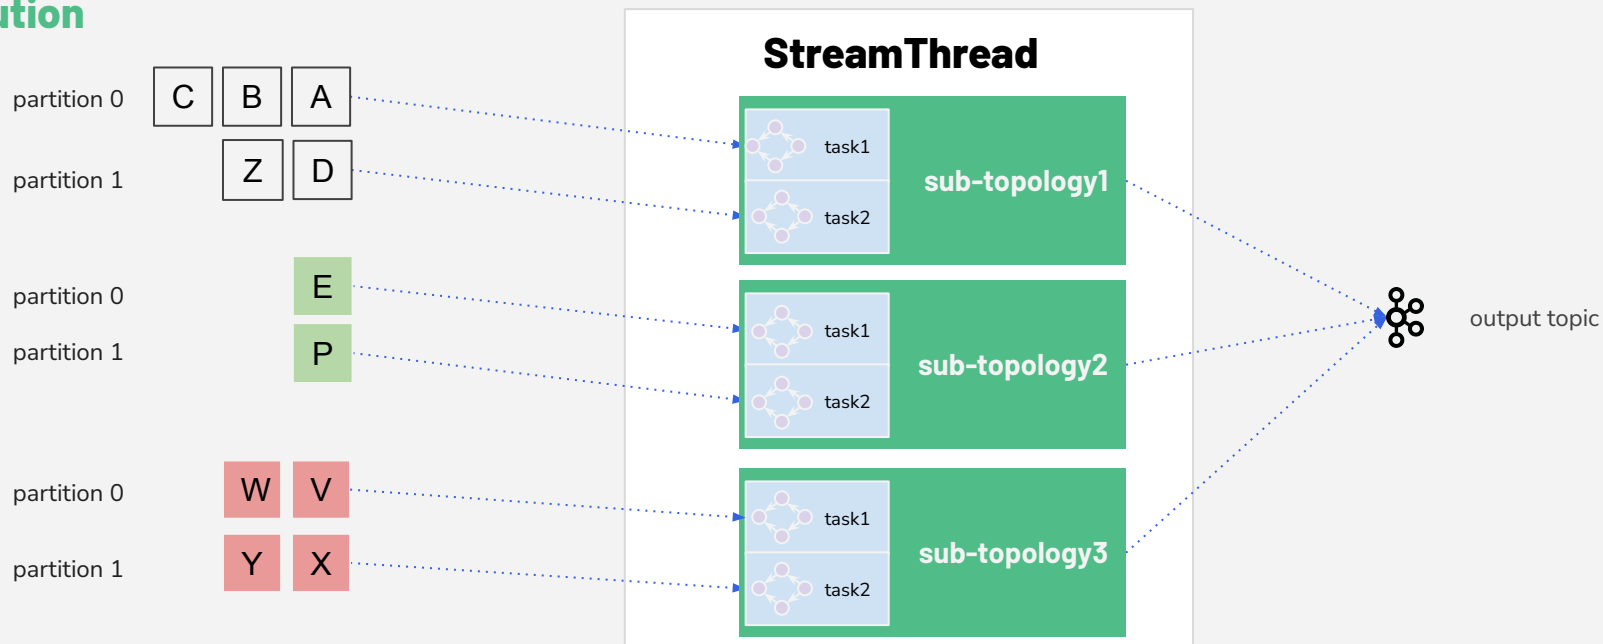 ution
StreamThread
partition 0 C B A
partition 1 Z D
task1
task2
sub-topology1
partition 0 E
partition 1 P
task1
task2
sub-topology2
output topic
partition 0 W V
partition 1 Y X
task1
task2
sub-topology3